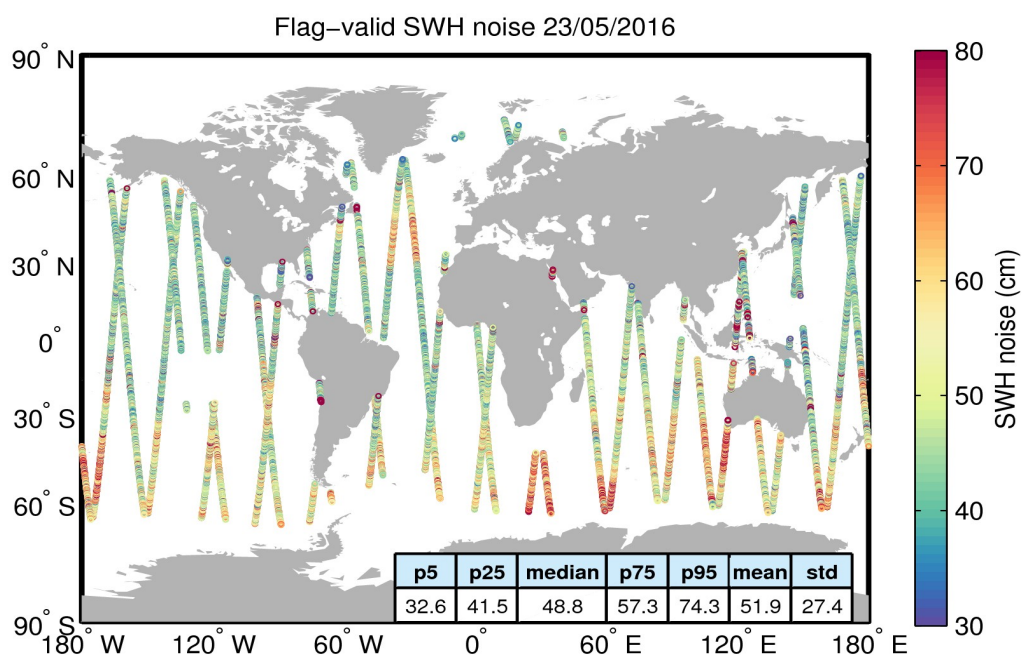 Flag−valid SWH noise 23/05/2016
90° N
60° N
30° N
0°
30° S
60° S
90° S
180° W
120° W
60° W
0°
60° E
120° E
180° E
p5 p25 median p75 p95 mean std
32.6 41.5 48.8 57.3 74.3 51.9 27.4
80
70
60
50
40
30
SWH noise (cm)